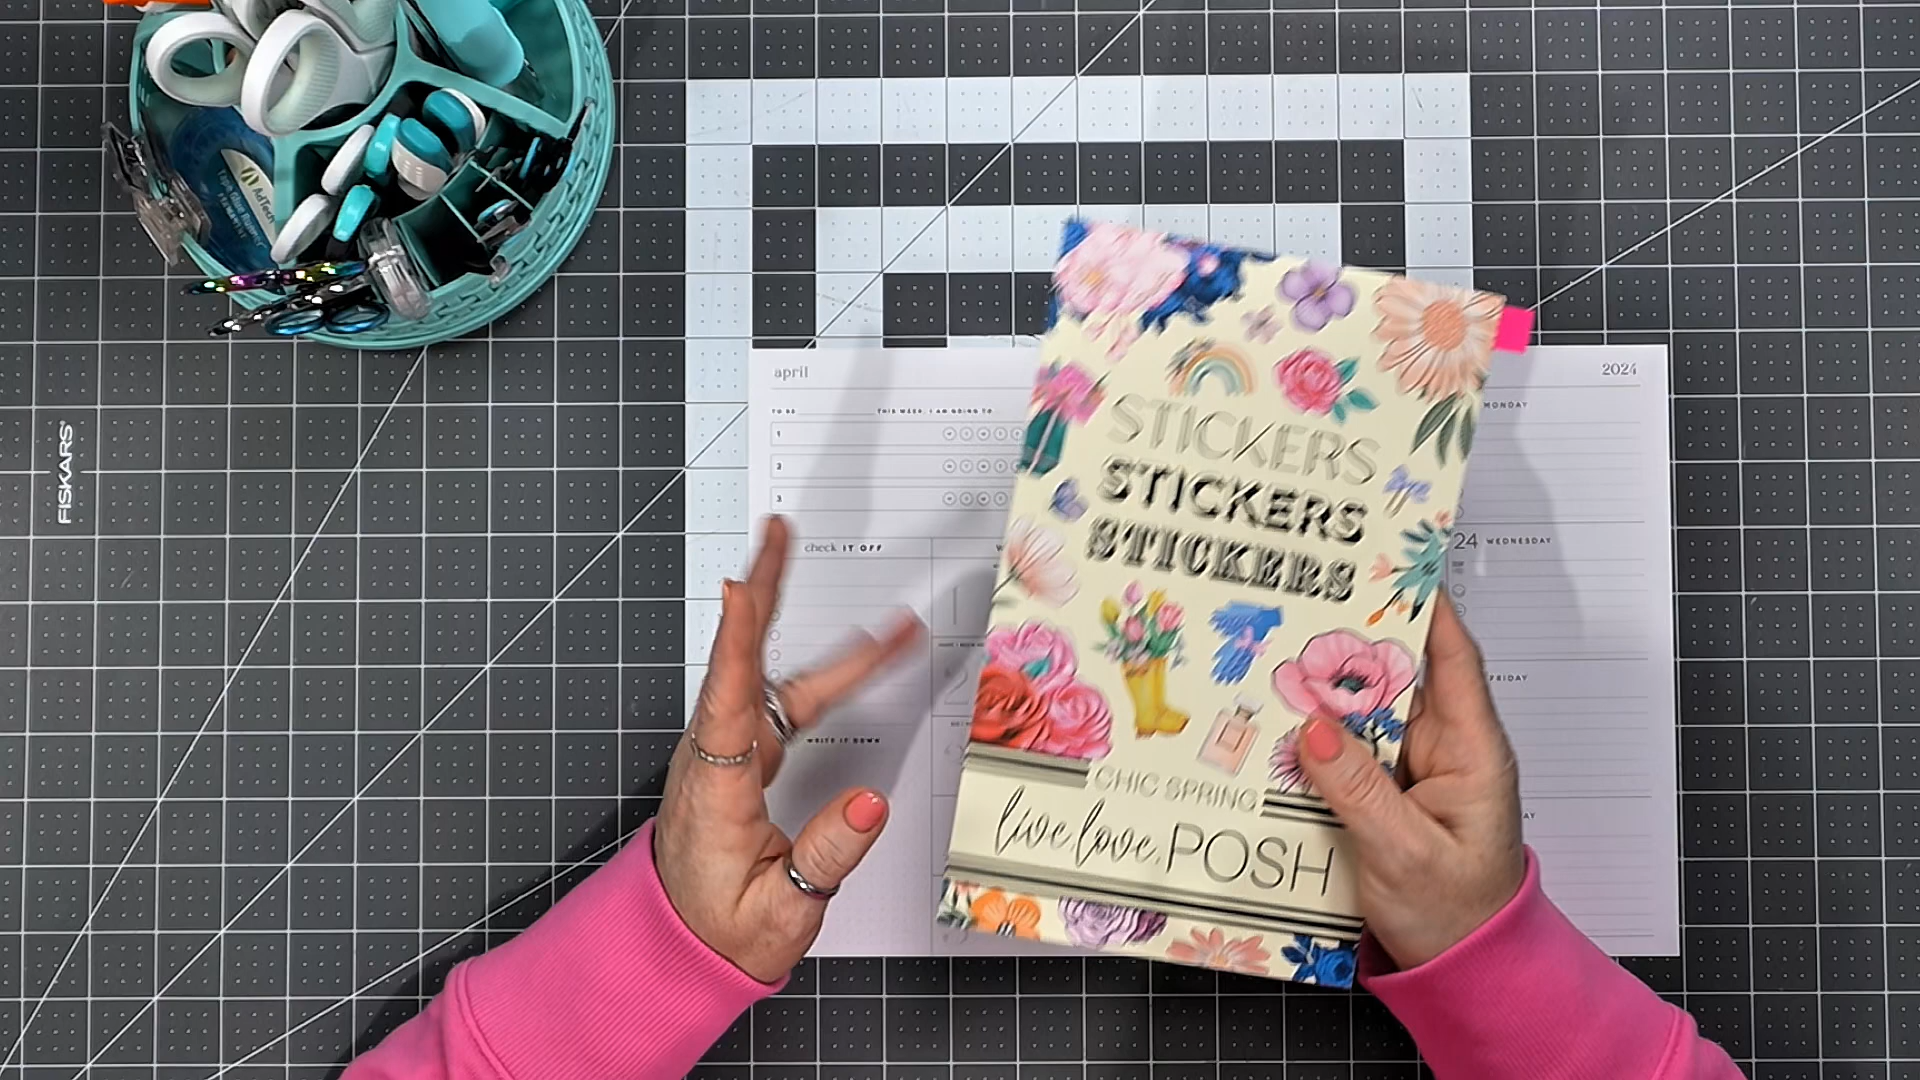 AdTech
FISKARS®
april
2024
TO DO
THIS WEEK, I AM GOING TO
1
2
3
MONDAY
check IT OFF
24 WEDNESDAY
FRIDAY
WRITE IT DOWN
STICKERS
STICKERS
STICKERS
CHIC SPRING
live.love.POSH